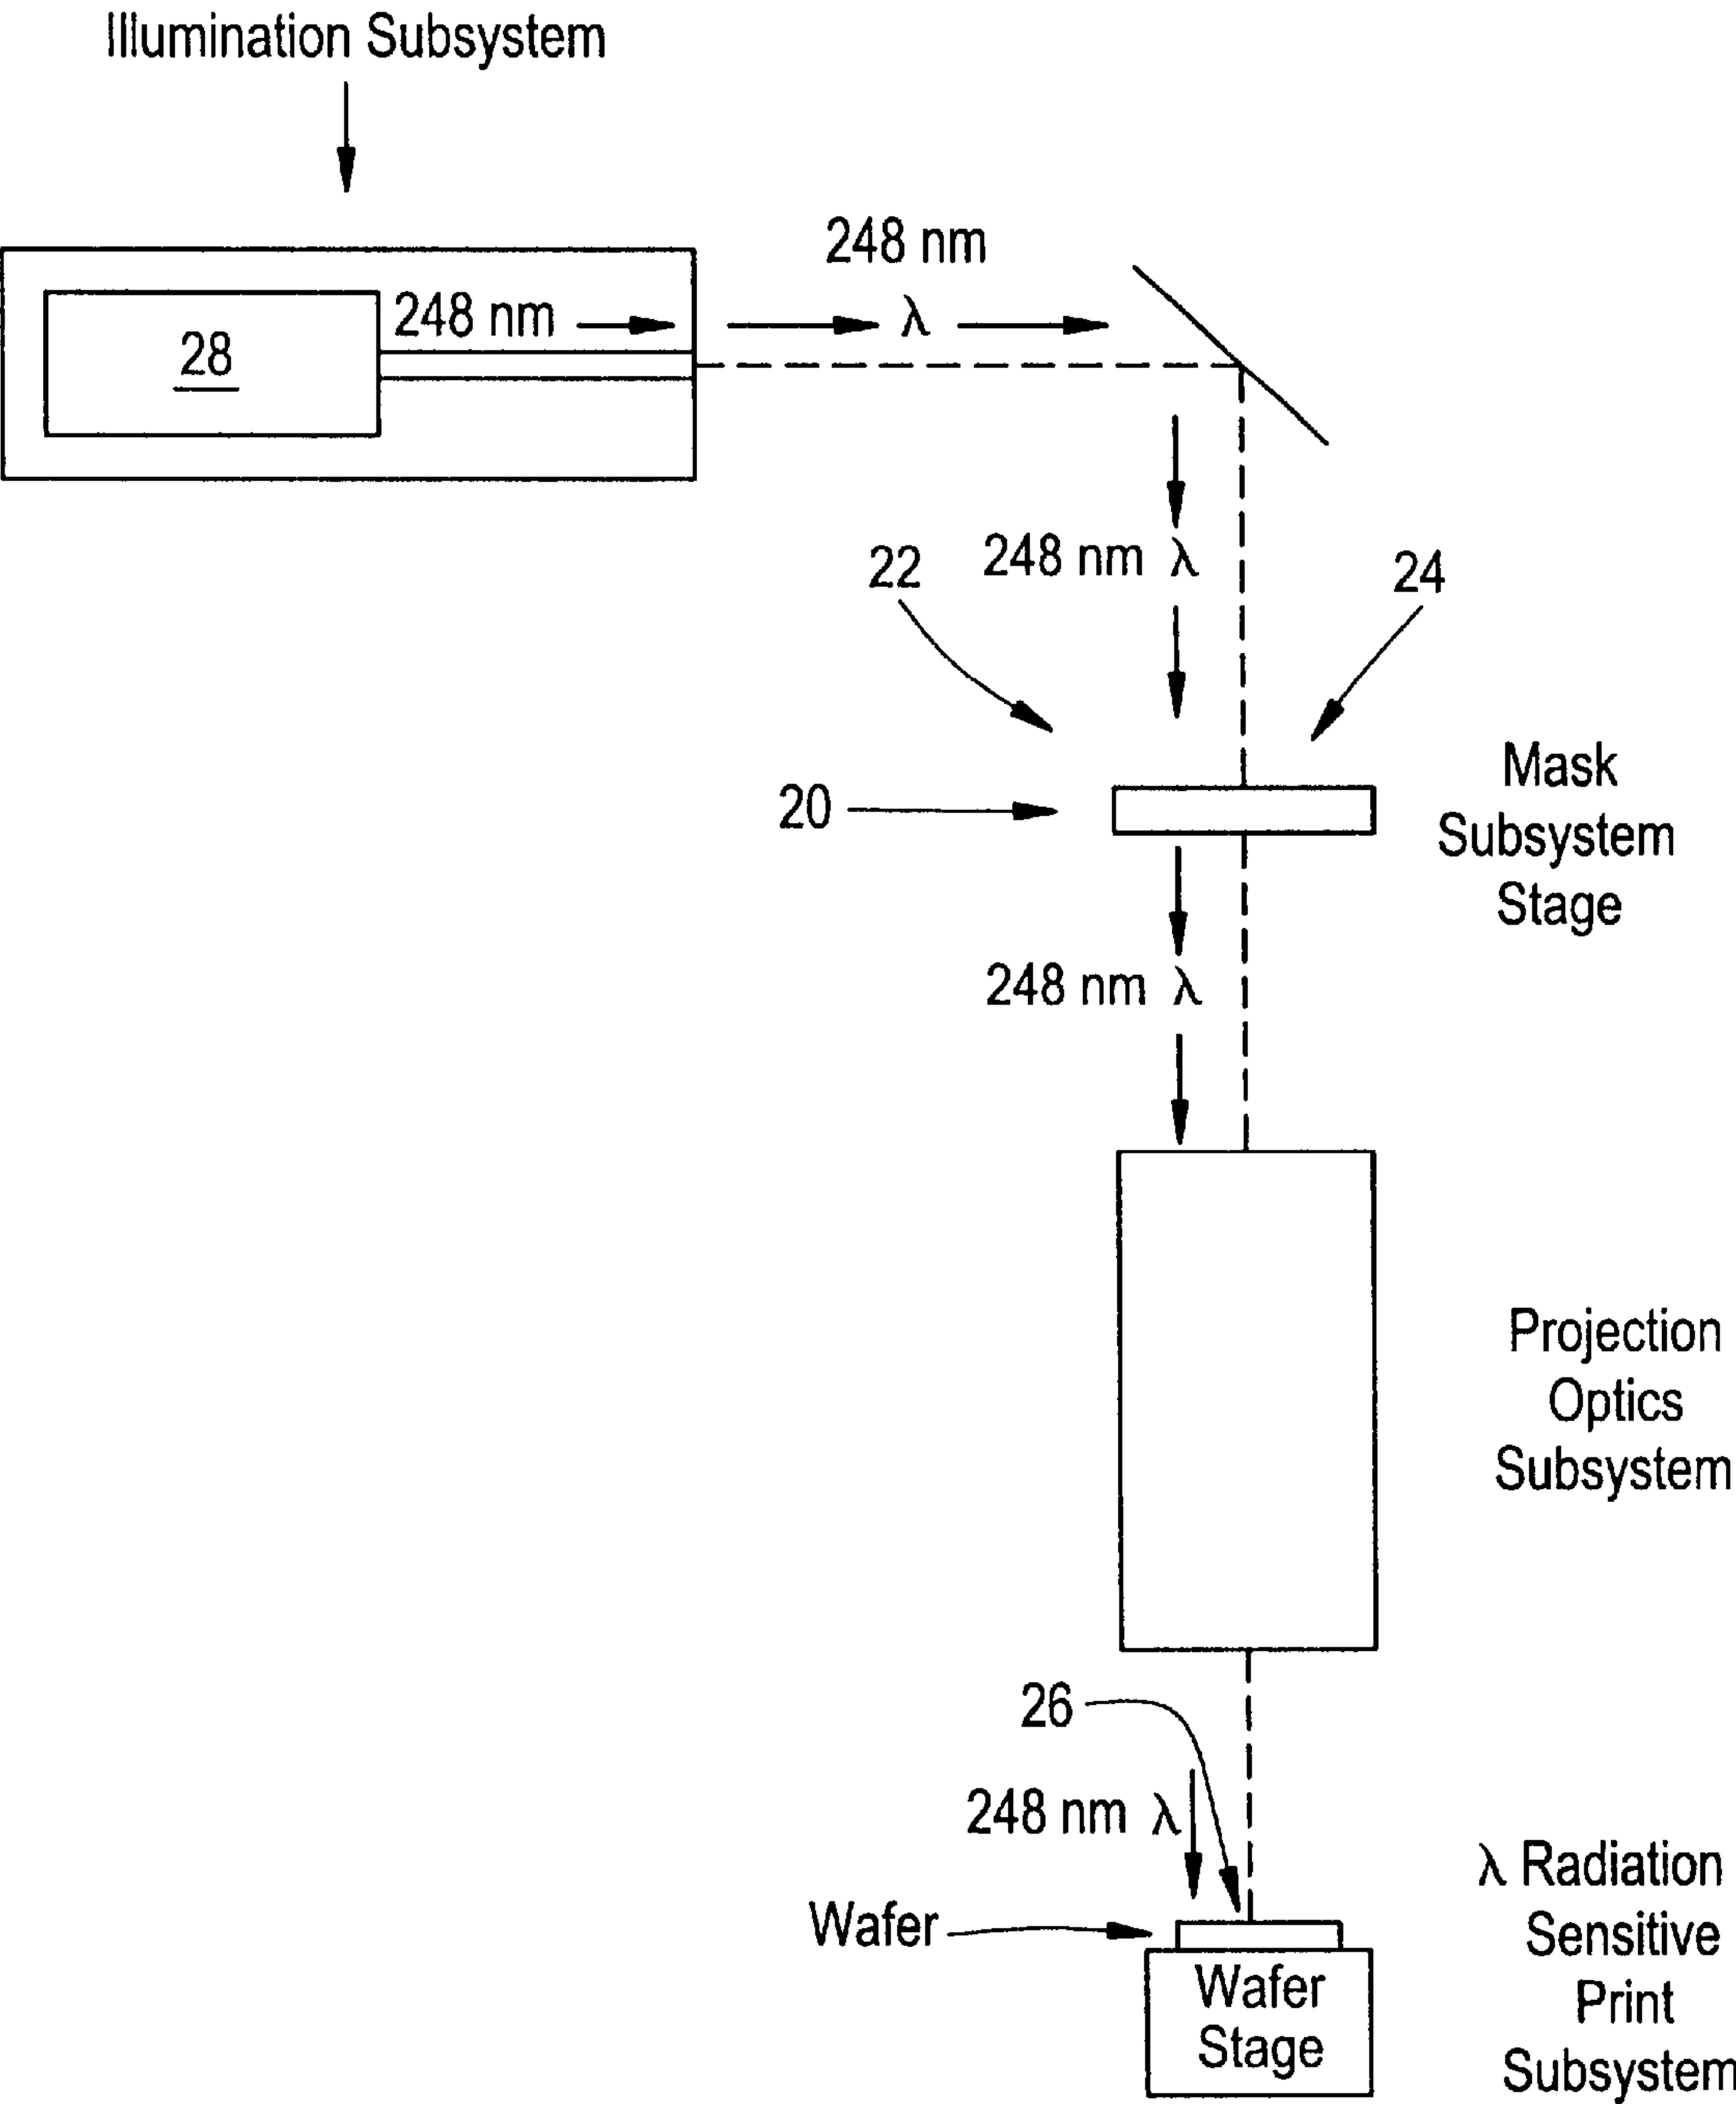 Illumination Subsystem
248 nm
248 nm
λ
28
22
248 nm λ
24
20
Mask
Subsystem
Stage
248 nm λ
Projection
Optics
Subsystem
26
248 nm λ
Wafer
Wafer
Stage
λ Radiation
Sensitive
Print
Subsystem